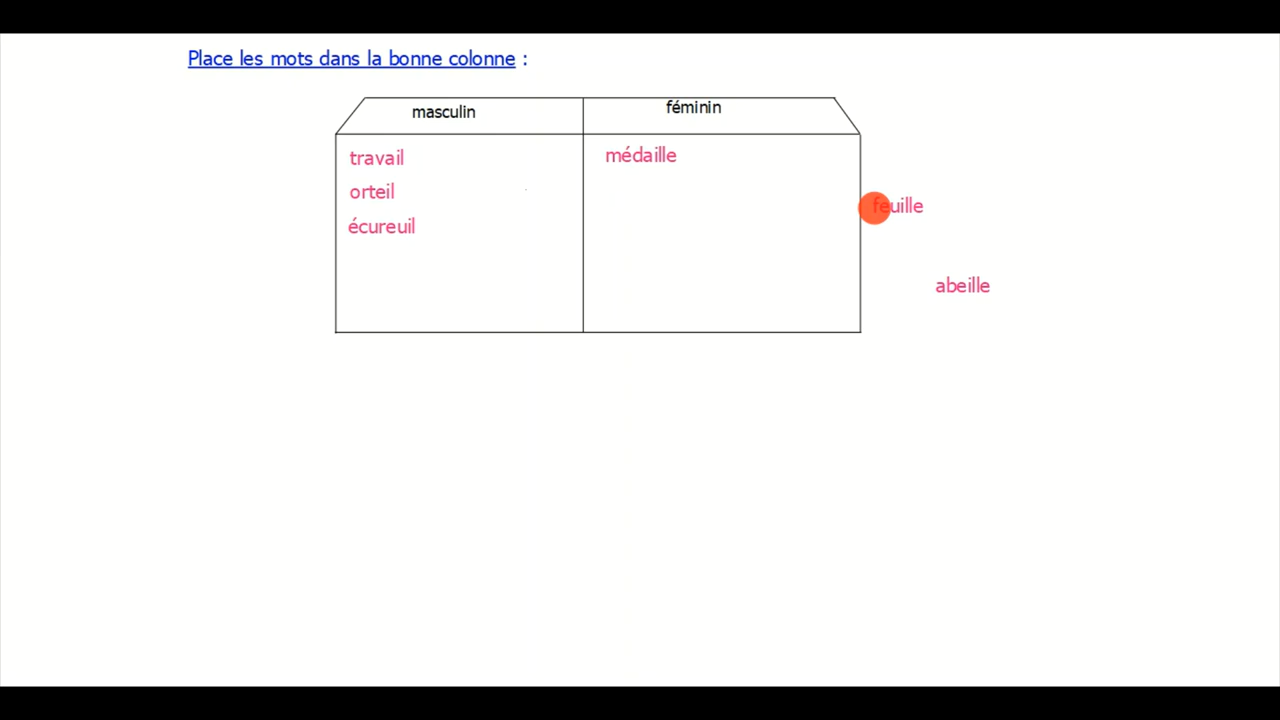 Place les mots dans la bonne colonne :
masculin
féminin
travail
médaille
orteil
feuille
écureuil
abeille